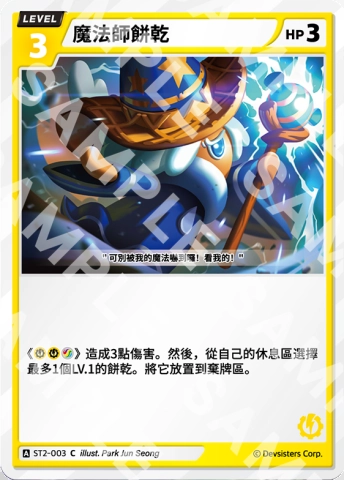 LEVEL
3
魔法師餅乾
HP 3
"可別被我的魔法嚇到囉！看我的！"
《》造成3點傷害。然後，從自己的休息區選擇
最多1個LV.1的餅乾。將它放置到棄牌區。
A ST2-003 C illust. Park Jun Seong
© Devsisters Corp.
SAMPLE